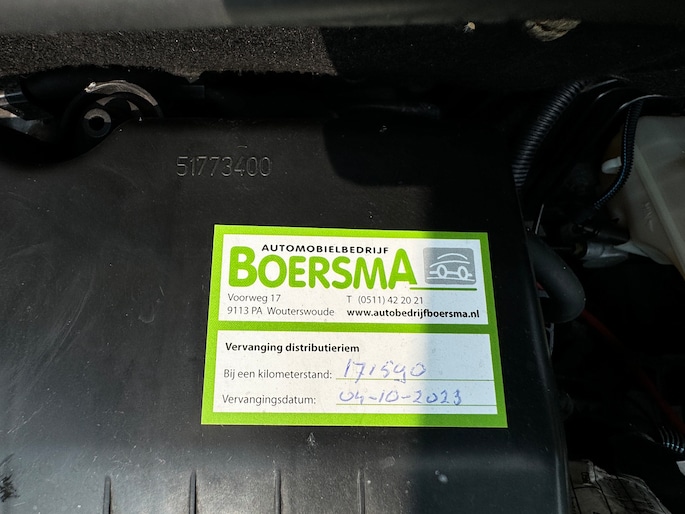 51773400
AUTOMOBIELBEDRIJF
BOERSMA
Voorweg 17 T (0511) 42 20 21
9113 PA Wouterswoude www.autobedrijfboersma.nl
Vervanging distributieriem
Bij een kilometerstand: 171590
Vervangingsdatum: 04-10-2023